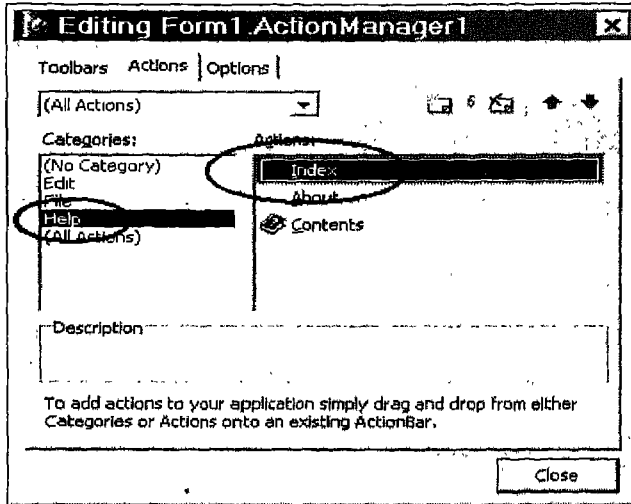 Editing Form1.ActionManager1
Toolbars Actions Options
(All Actions)
Categories: Actions:
(No Category)
Edit
File
Help
(All Actions)
Index
About
Contents
Description
To add actions to your application simply drag and drop from either
Categories or Actions onto an existing ActionBar.
Close